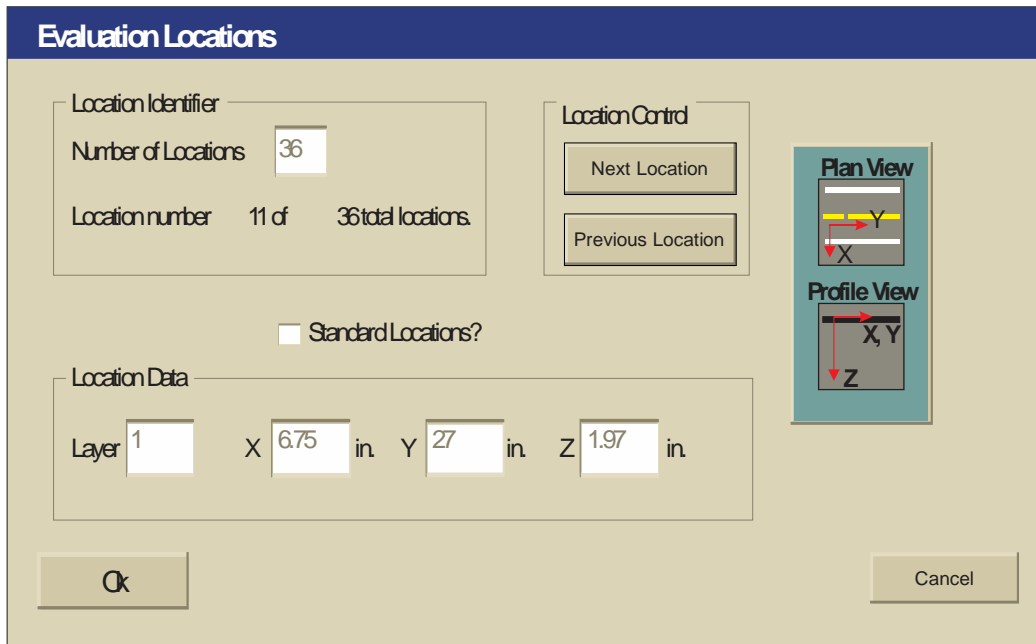 Evaluation Locations
Location Identifier
Number of Locations 36
Location number 11 of 36 total locations.
Location Control
Next Location
Previous Location
Plan View
Y
X
Profile View
X, Y
Z
Standard Locations?
Location Data
Layer 1 X 6.75 in. Y 27 in. Z 1.97 in.
Ok
Cancel